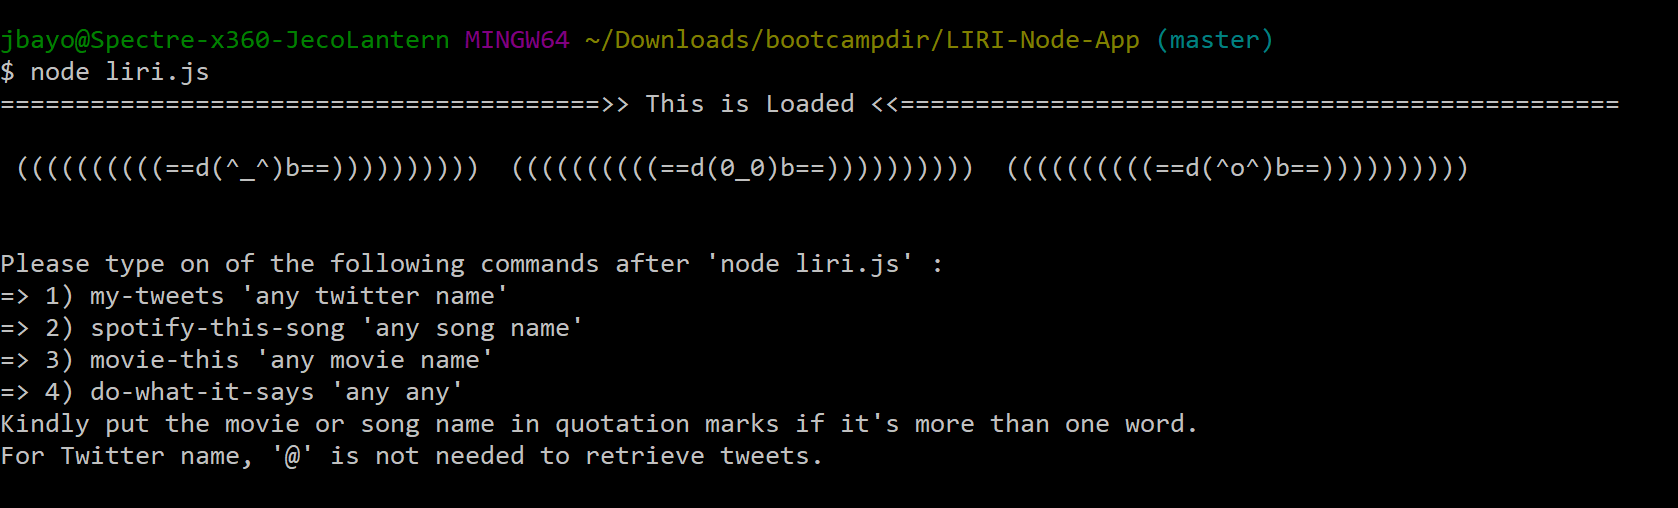 jbayo@Spectre-x360-JecoLantern MINGW64 ~/Downloads/bootcampdir/LIRI-Node-App (master)
$ node liri.js
========================================>> This is Loaded <<================================================
((((((((((==d(^_^)b==))))))))))  ((((((((((==d(0_0)b==))))))))))  ((((((((((==d(^o^)b==))))))))))
Please type on of the following commands after 'node liri.js' :
=> 1) my-tweets 'any twitter name'
=> 2) spotify-this-song 'any song name'
=> 3) movie-this 'any movie name'
=> 4) do-what-it-says 'any any'
Kindly put the movie or song name in quotation marks if it's more than one word.
For Twitter name, '@' is not needed to retrieve tweets.